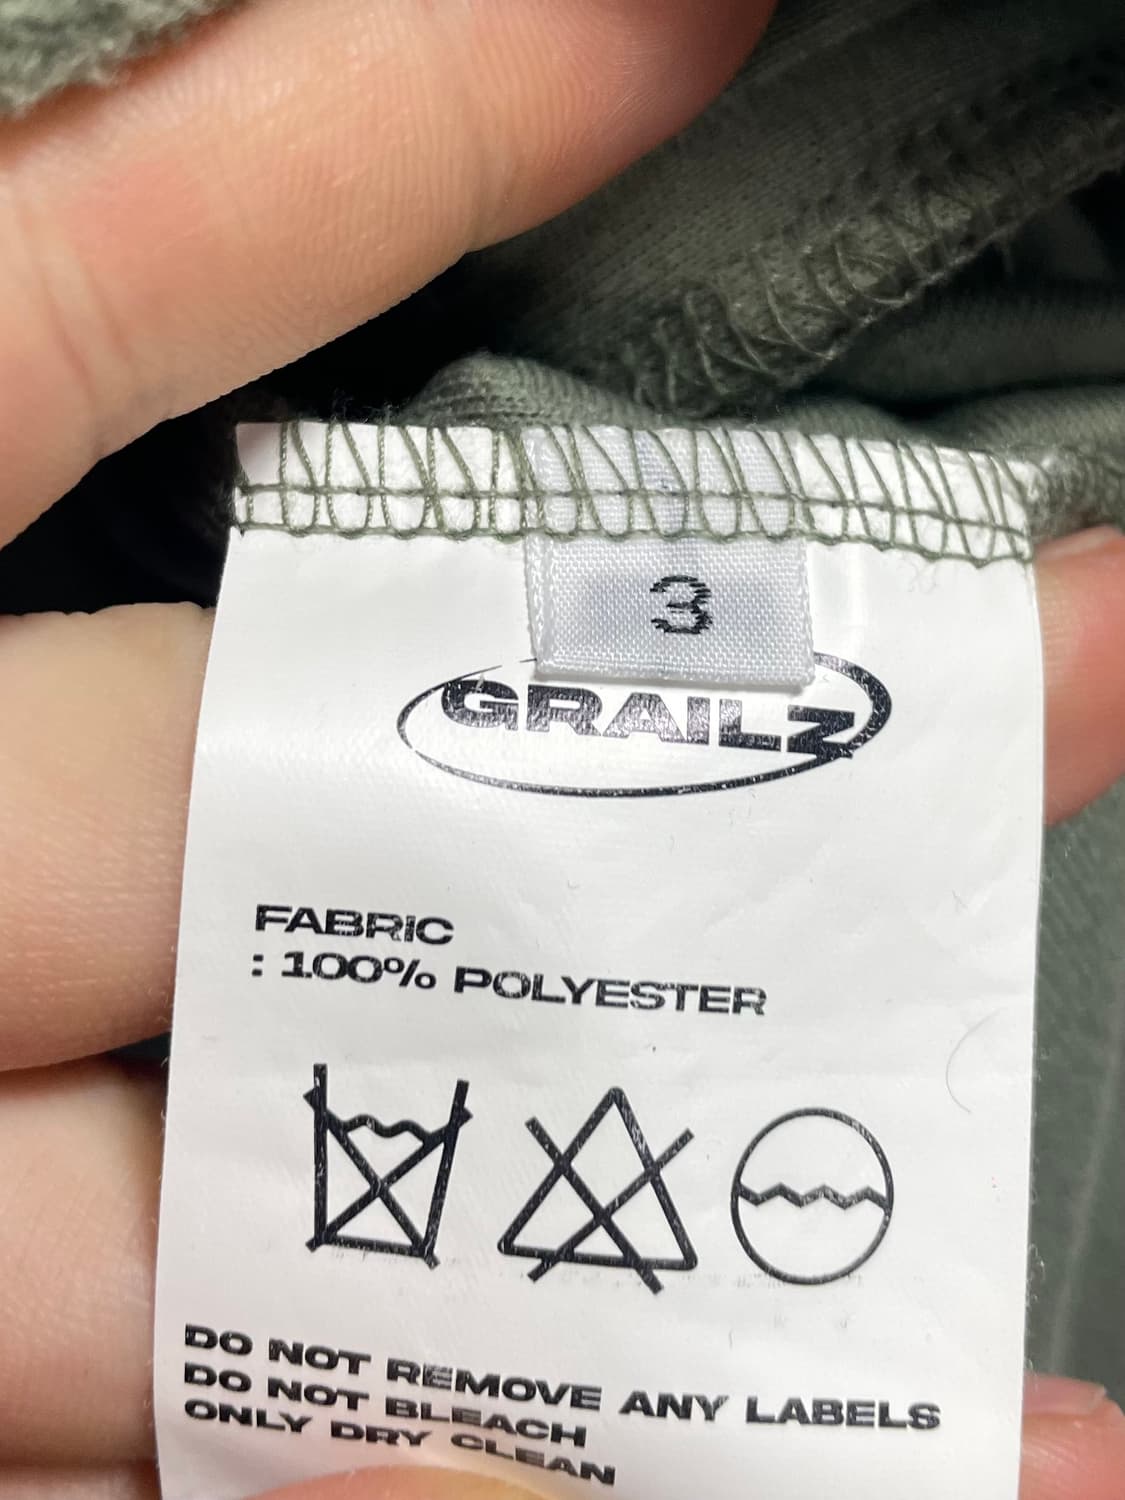 3
GRAILZ
FABRIC
: 100% POLYESTER
DO NOT REMOVE ANY LABELS
DO NOT BLEACH
ONLY DRY CLEAN